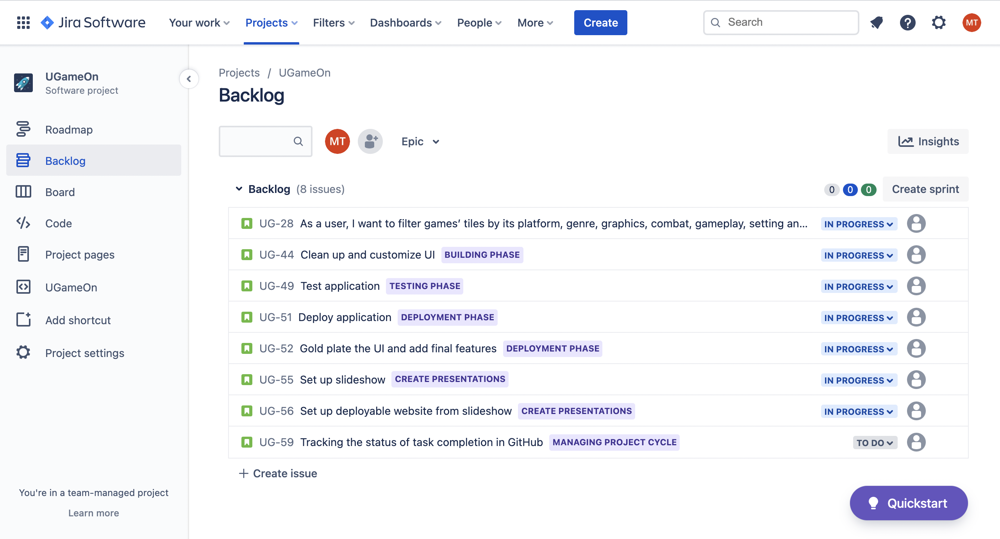 Jira Software Your work Projects Filters Dashboards People More Create Search MT
UGameOn
Software project
Roadmap
Backlog
Board
Code
Project pages
UGameOn
Add shortcut
Project settings
You're in a team-managed project
Learn more
Projects / UGameOn
Backlog
MT Epic Insights
Backlog (8 issues) 0 0 0 Create sprint
UG-28 As a user, I want to filter games’ tiles by its platform, genre, graphics, combat, gameplay, setting an... IN PROGRESS
UG-44 Clean up and customize UI BUILDING PHASE IN PROGRESS
UG-49 Test application TESTING PHASE IN PROGRESS
UG-51 Deploy application DEPLOYMENT PHASE IN PROGRESS
UG-52 Gold plate the UI and add final features DEPLOYMENT PHASE IN PROGRESS
UG-55 Set up slideshow CREATE PRESENTATIONS IN PROGRESS
UG-56 Set up deployable website from slideshow CREATE PRESENTATIONS IN PROGRESS
UG-59 Tracking the status of task completion in GitHub MANAGING PROJECT CYCLE TO DO
+ Create issue
Quickstart